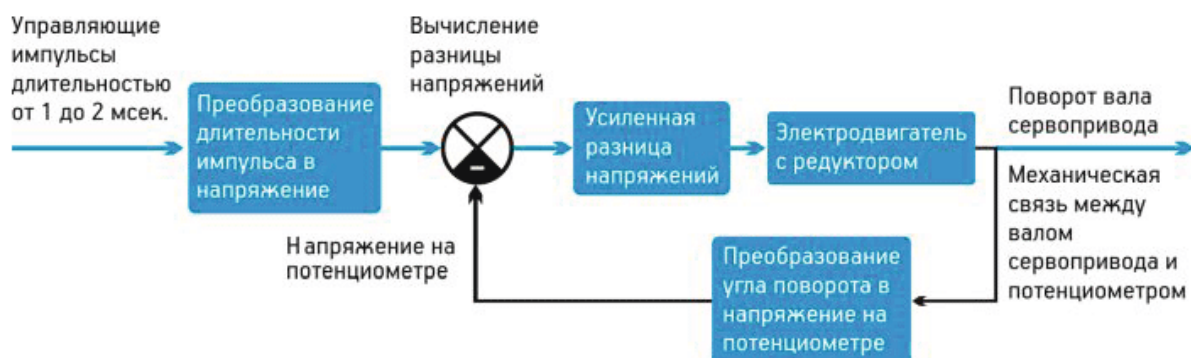 Управляющие
импульсы
длительностью
от 1 до 2 мсек.
Преобразование
длительности
импульса в
напряжение
Вычисление
разницы
напряжений
-
Усиленная
разница
напряжений
Электродвигатель
с редуктором
Поворот вала
сервопривода
Механическая
связь между
валом
сервопривода и
потенциометром
Преобразование
угла поворота в
напряжение на
потенциометре
Напряжение на
потенциометре